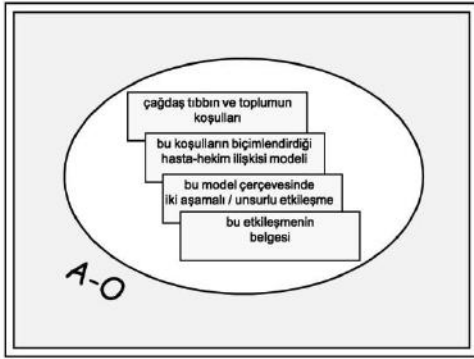 çağdaş tıbbın ve toplumun
koşulları
bu koşulların biçimlendirdiği
hasta-hekim ilişkisi modeli
bu model çerçevesinde
iki aşamalı / unsurlu etkileşme
bu etkileşmenin
belgesi
A-O